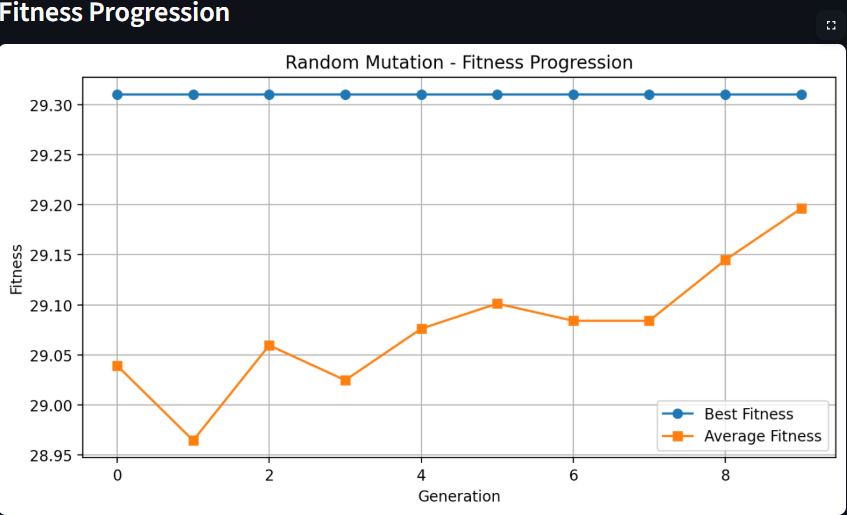 Fitness Progression
Random Mutation - Fitness Progression
29.30
29.25
29.20
29.15
29.10
29.05
29.00
28.95
Fitness
0 2 4 6 8
Generation
Best Fitness
Average Fitness